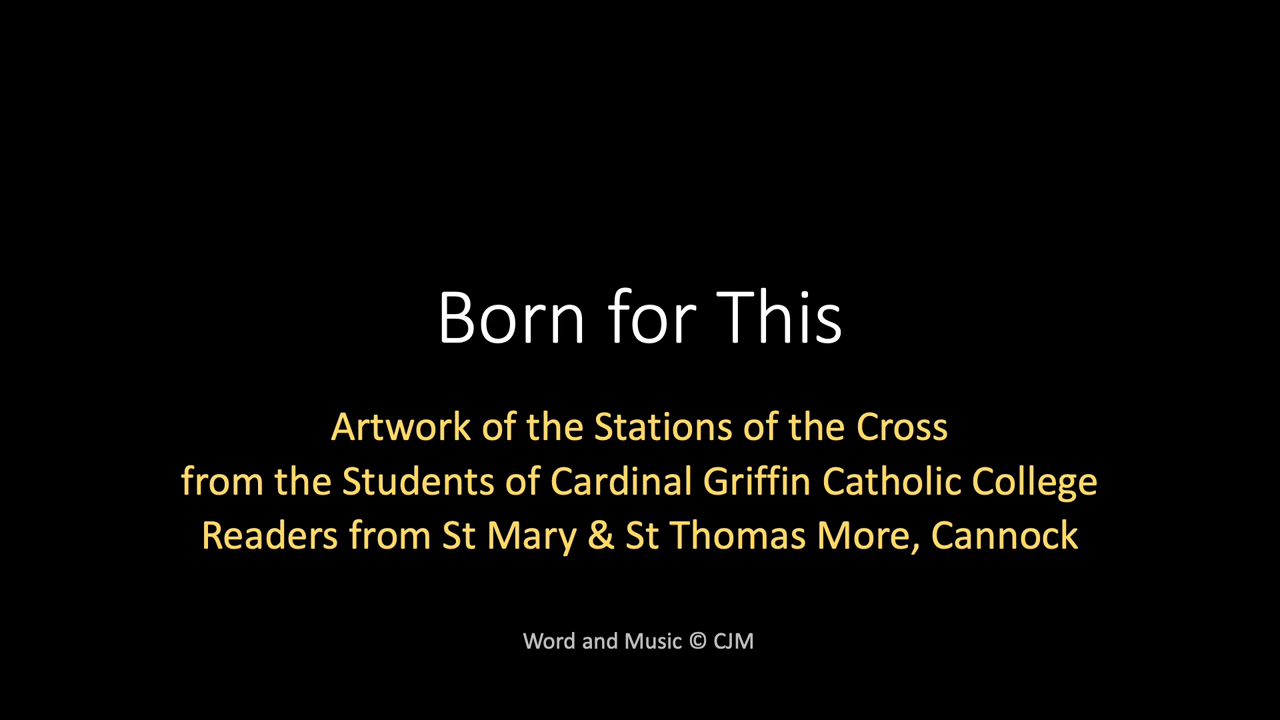 Born for This
Artwork of the Stations of the Cross
from the Students of Cardinal Griffin Catholic College
Readers from St Mary & St Thomas More, Cannock
Word and Music © CJM